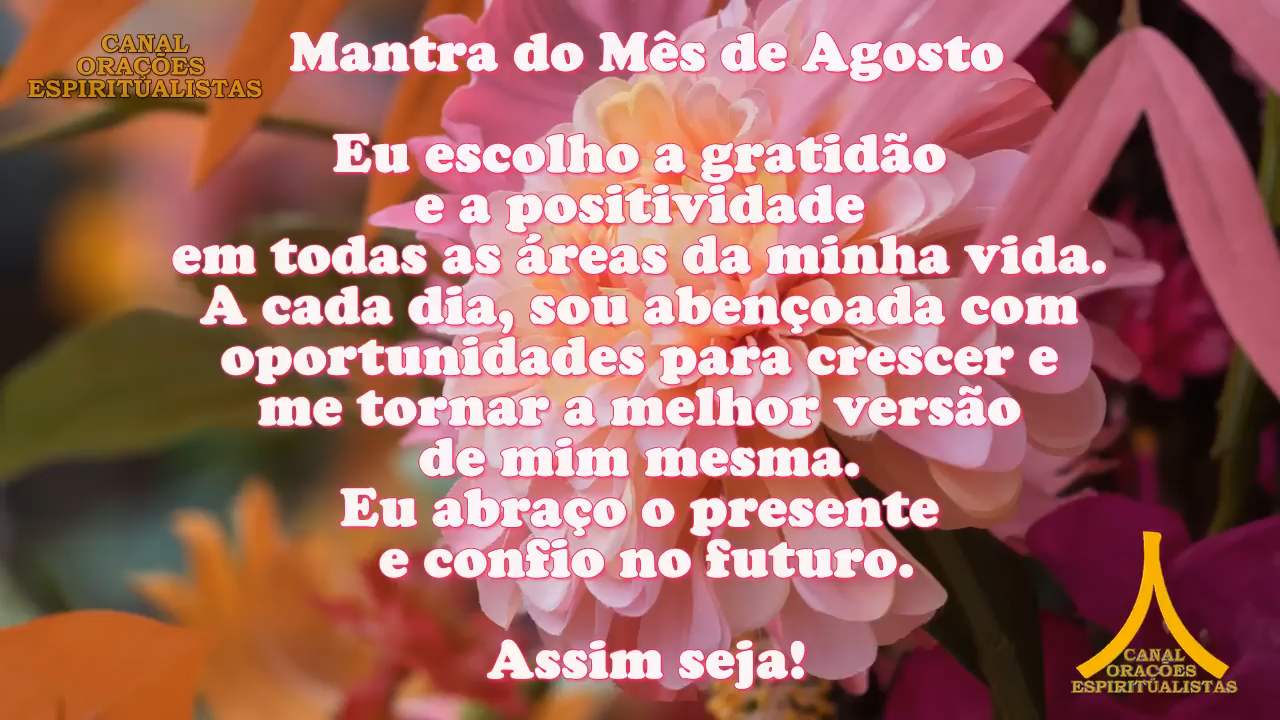 CANAL
ORAÇÕES
ESPIRITUALISTAS
Mantra do Mês de Agosto
Eu escolho a gratidão
e a positividade
em todas as áreas da minha vida.
A cada dia, sou abençoada com
oportunidades para crescer e
me tornar a melhor versão
de mim mesma.
Eu abraço o presente
e confio no futuro.
Assim seja!
CANAL
ORAÇÕES
ESPIRITUALISTAS